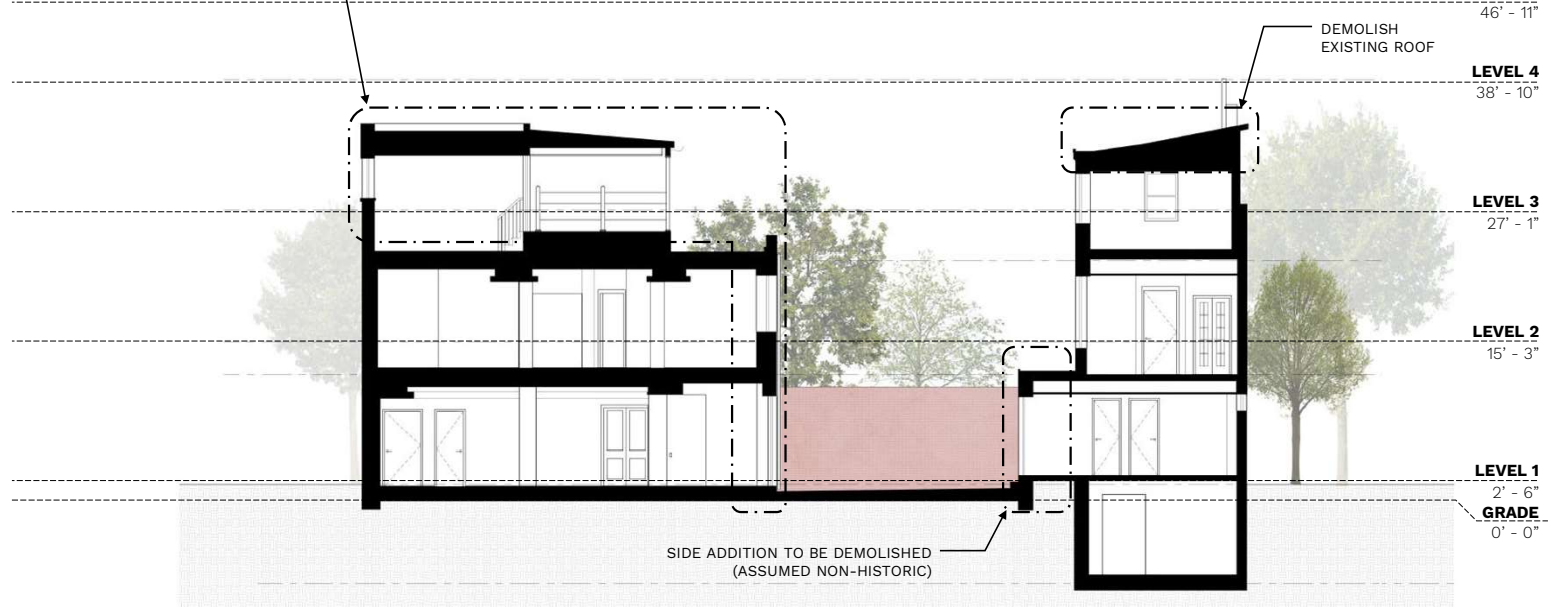 46' - 11"
DEMOLISH
EXISTING ROOF
LEVEL 4
38' - 10"
LEVEL 3
27' - 1"
LEVEL 2
15' - 3"
LEVEL 1
2' - 6"
GRADE
0' - 0"
SIDE ADDITION TO BE DEMOLISHED
(ASSUMED NON-HISTORIC)